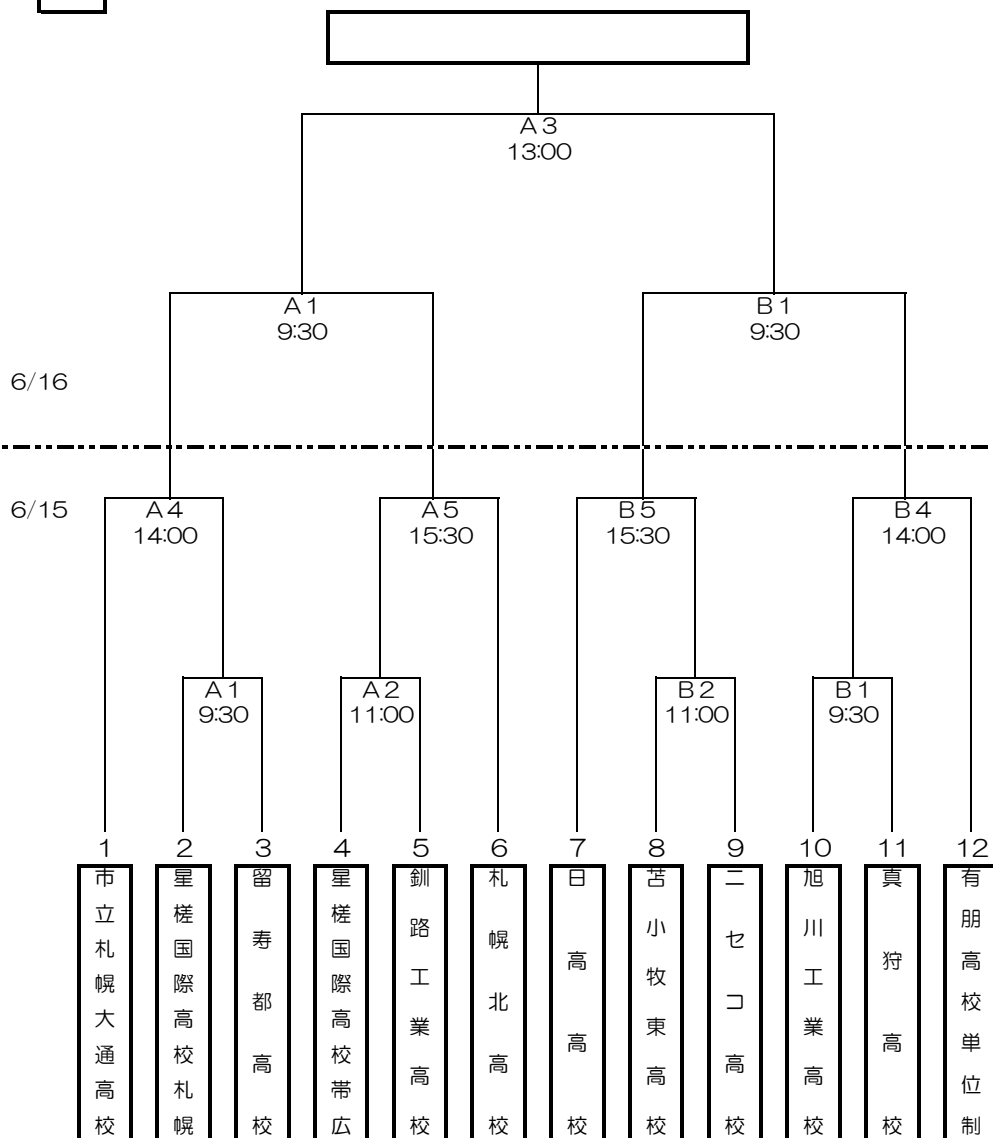 A3
13:00
A1
9:30
B1
9:30
6/16
6/15
A4
14:00
A5
15:30
B5
15:30
B4
14:00
A1
9:30
A2
11:00
B2
11:00
B1
9:30
1
2
3
4
5
6
7
8
9
10
11
12
市立札幌大通高校
星槎国際高校札幌
留寿都高校
星槎国際高校帯広
釧路工業高校
札幌北高校
日高高校
苫小牧東高校
ニセコ高校
旭川工業高校
真狩高校
有朋高校単位制